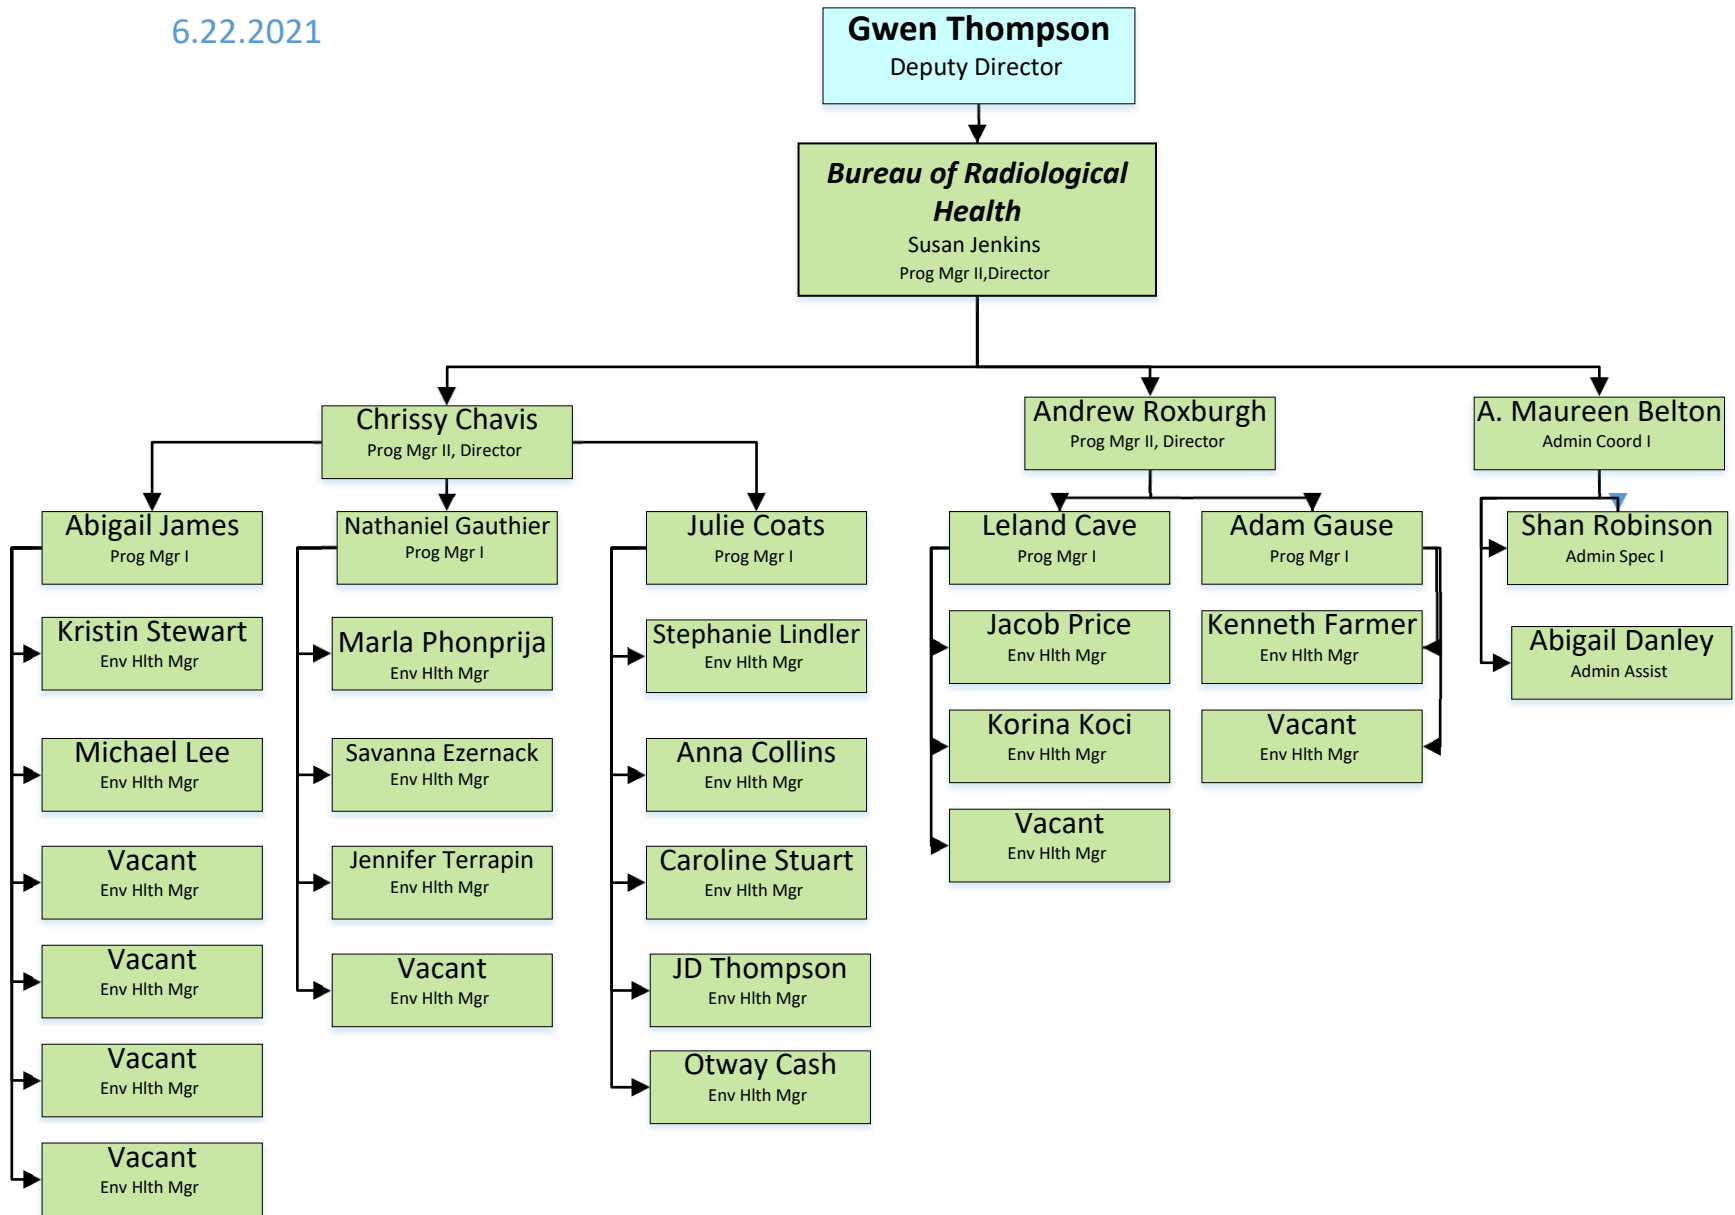 6.22.2021
Gwen Thompson
Deputy Director
Bureau of Radiological
Health
Susan Jenkins
Prog Mgr II,Director
Chrissy Chavis
Prog Mgr II, Director
Andrew Roxburgh
Prog Mgr II, Director
A. Maureen Belton
Admin Coord I
Abigail James
Prog Mgr I
Nathaniel Gauthier
Prog Mgr I
Julie Coats
Prog Mgr I
Leland Cave
Prog Mgr I
Adam Gause
Prog Mgr I
Shan Robinson
Admin Spec I
Kristin Stewart
Env Hlth Mgr
Marla Phonprija
Env Hlth Mgr
Stephanie Lindler
Env Hlth Mgr
Jacob Price
Env Hlth Mgr
Kenneth Farmer
Env Hlth Mgr
Abigail Danley
Admin Assist
Michael Lee
Env Hlth Mgr
Savanna Ezernack
Env Hlth Mgr
Anna Collins
Env Hlth Mgr
Korina Koci
Env Hlth Mgr
Vacant
Env Hlth Mgr
Vacant
Env Hlth Mgr
Jennifer Terrapin
Env Hlth Mgr
Caroline Stuart
Env Hlth Mgr
Vacant
Env Hlth Mgr
Vacant
Env Hlth Mgr
Vacant
Env Hlth Mgr
JD Thompson
Env Hlth Mgr
Vacant
Env Hlth Mgr
Otway Cash
Env Hlth Mgr
Vacant
Env Hlth Mgr